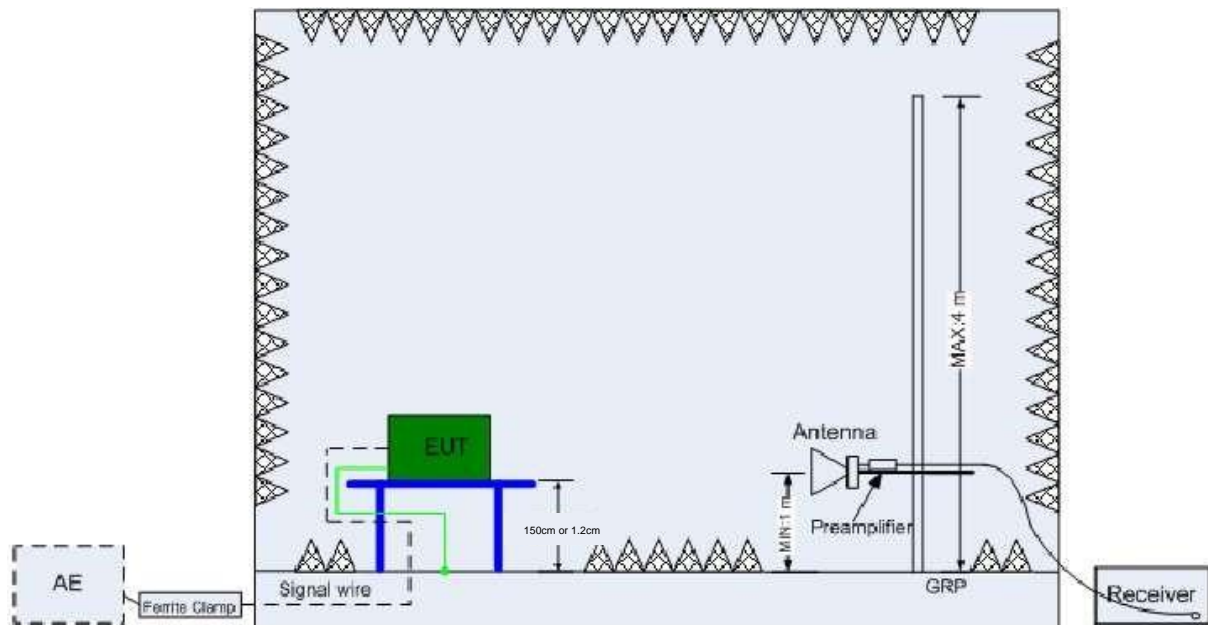 MAX:4 m
EUT
Antenna
150cm or 1.2cm
MIN:1 m
Preamplifier
AE
Signal wire
GRP
Ferrite Clamp
Receiver